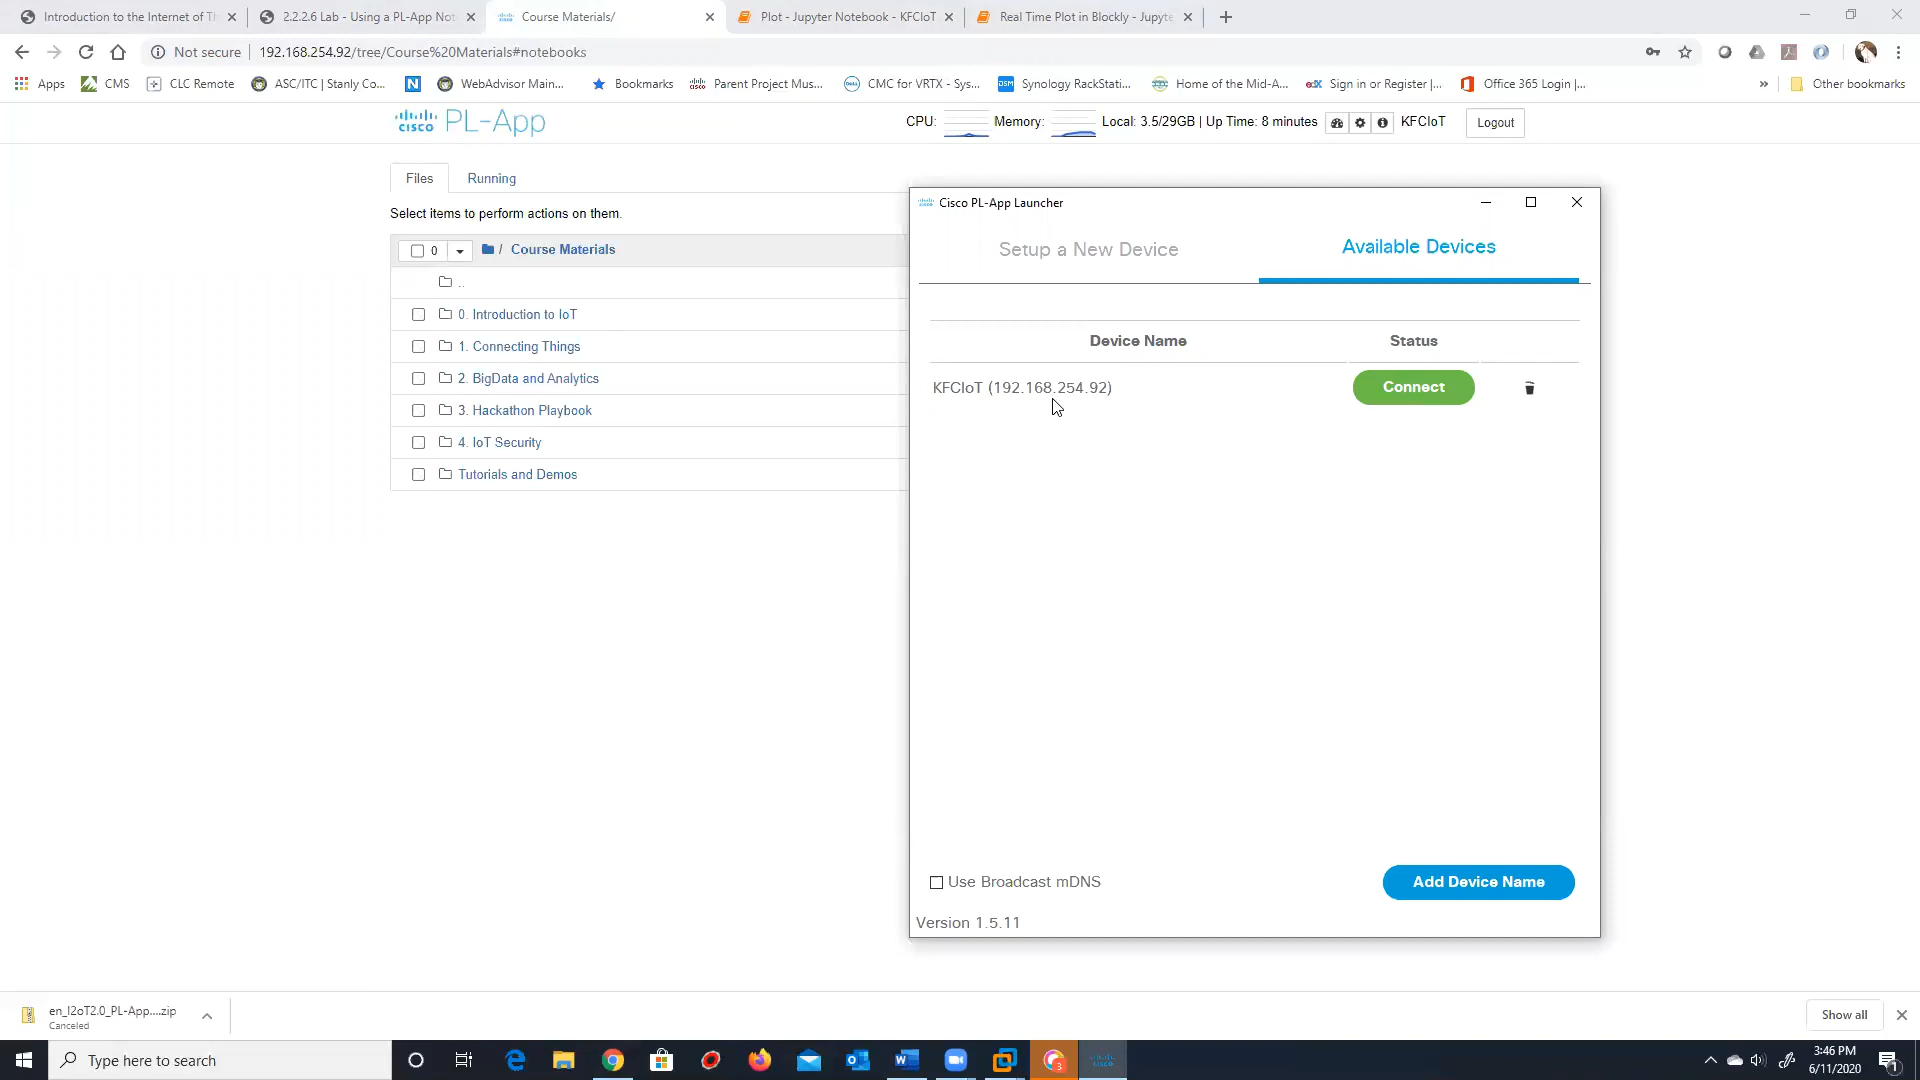 Introduction to the Internet of Th
2.2.2.6 Lab - Using a PL-App Not
Course Materials/
Plot - Jupyter Notebook - KFCIoT
Real Time Plot in Blockly - Jupyte
Not secure
192.168.254.92/tree/Course%20Materials#notebooks
Apps
CMS
CLC Remote
ASC/ITC | Stanly Co...
N
WebAdvisor Main...
Bookmarks
Parent Project Mus...
CMC for VRTX - Sys...
DSM
Synology RackStati...
Home of the Mid-A...
edX
Sign in or Register |...
Office 365 Login |...
»
Other bookmarks
cisco PL-App
CPU:
Memory:
Local: 3.5/29GB | Up Time: 8 minutes
KFCIoT
Logout
Files
Running
Select items to perform actions on them.
0
/ Course Materials
..
0. Introduction to IoT
1. Connecting Things
2. BigData and Analytics
3. Hackathon Playbook
4. IoT Security
Tutorials and Demos
Cisco PL-App Launcher
Setup a New Device
Available Devices
Device Name
Status
KFCIoT (192.168.254.92)
Connect
Use Broadcast mDNS
Add Device Name
Version 1.5.11
en_I2oT2.0_PL-App....zip
Canceled
Show all
Type here to search
3
3:46 PM
6/11/2020
1